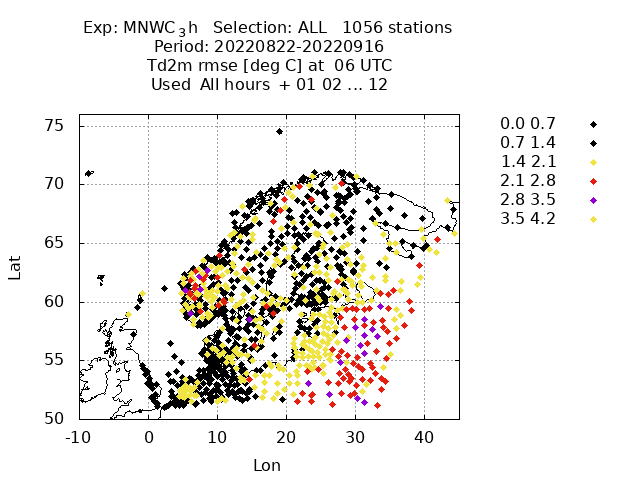 Exp: MNWC_3h Selection: ALL 1056 stations
Period: 20220822-20220916
Td2m rmse [deg C] at 06 UTC
Used All hours + 01 02 ... 12
0.0 0.7
0.7 1.4
1.4 2.1
2.1 2.8
2.8 3.5
3.5 4.2
75
70
65
60
55
50
Lat
-10 0 10 20 30 40
Lon